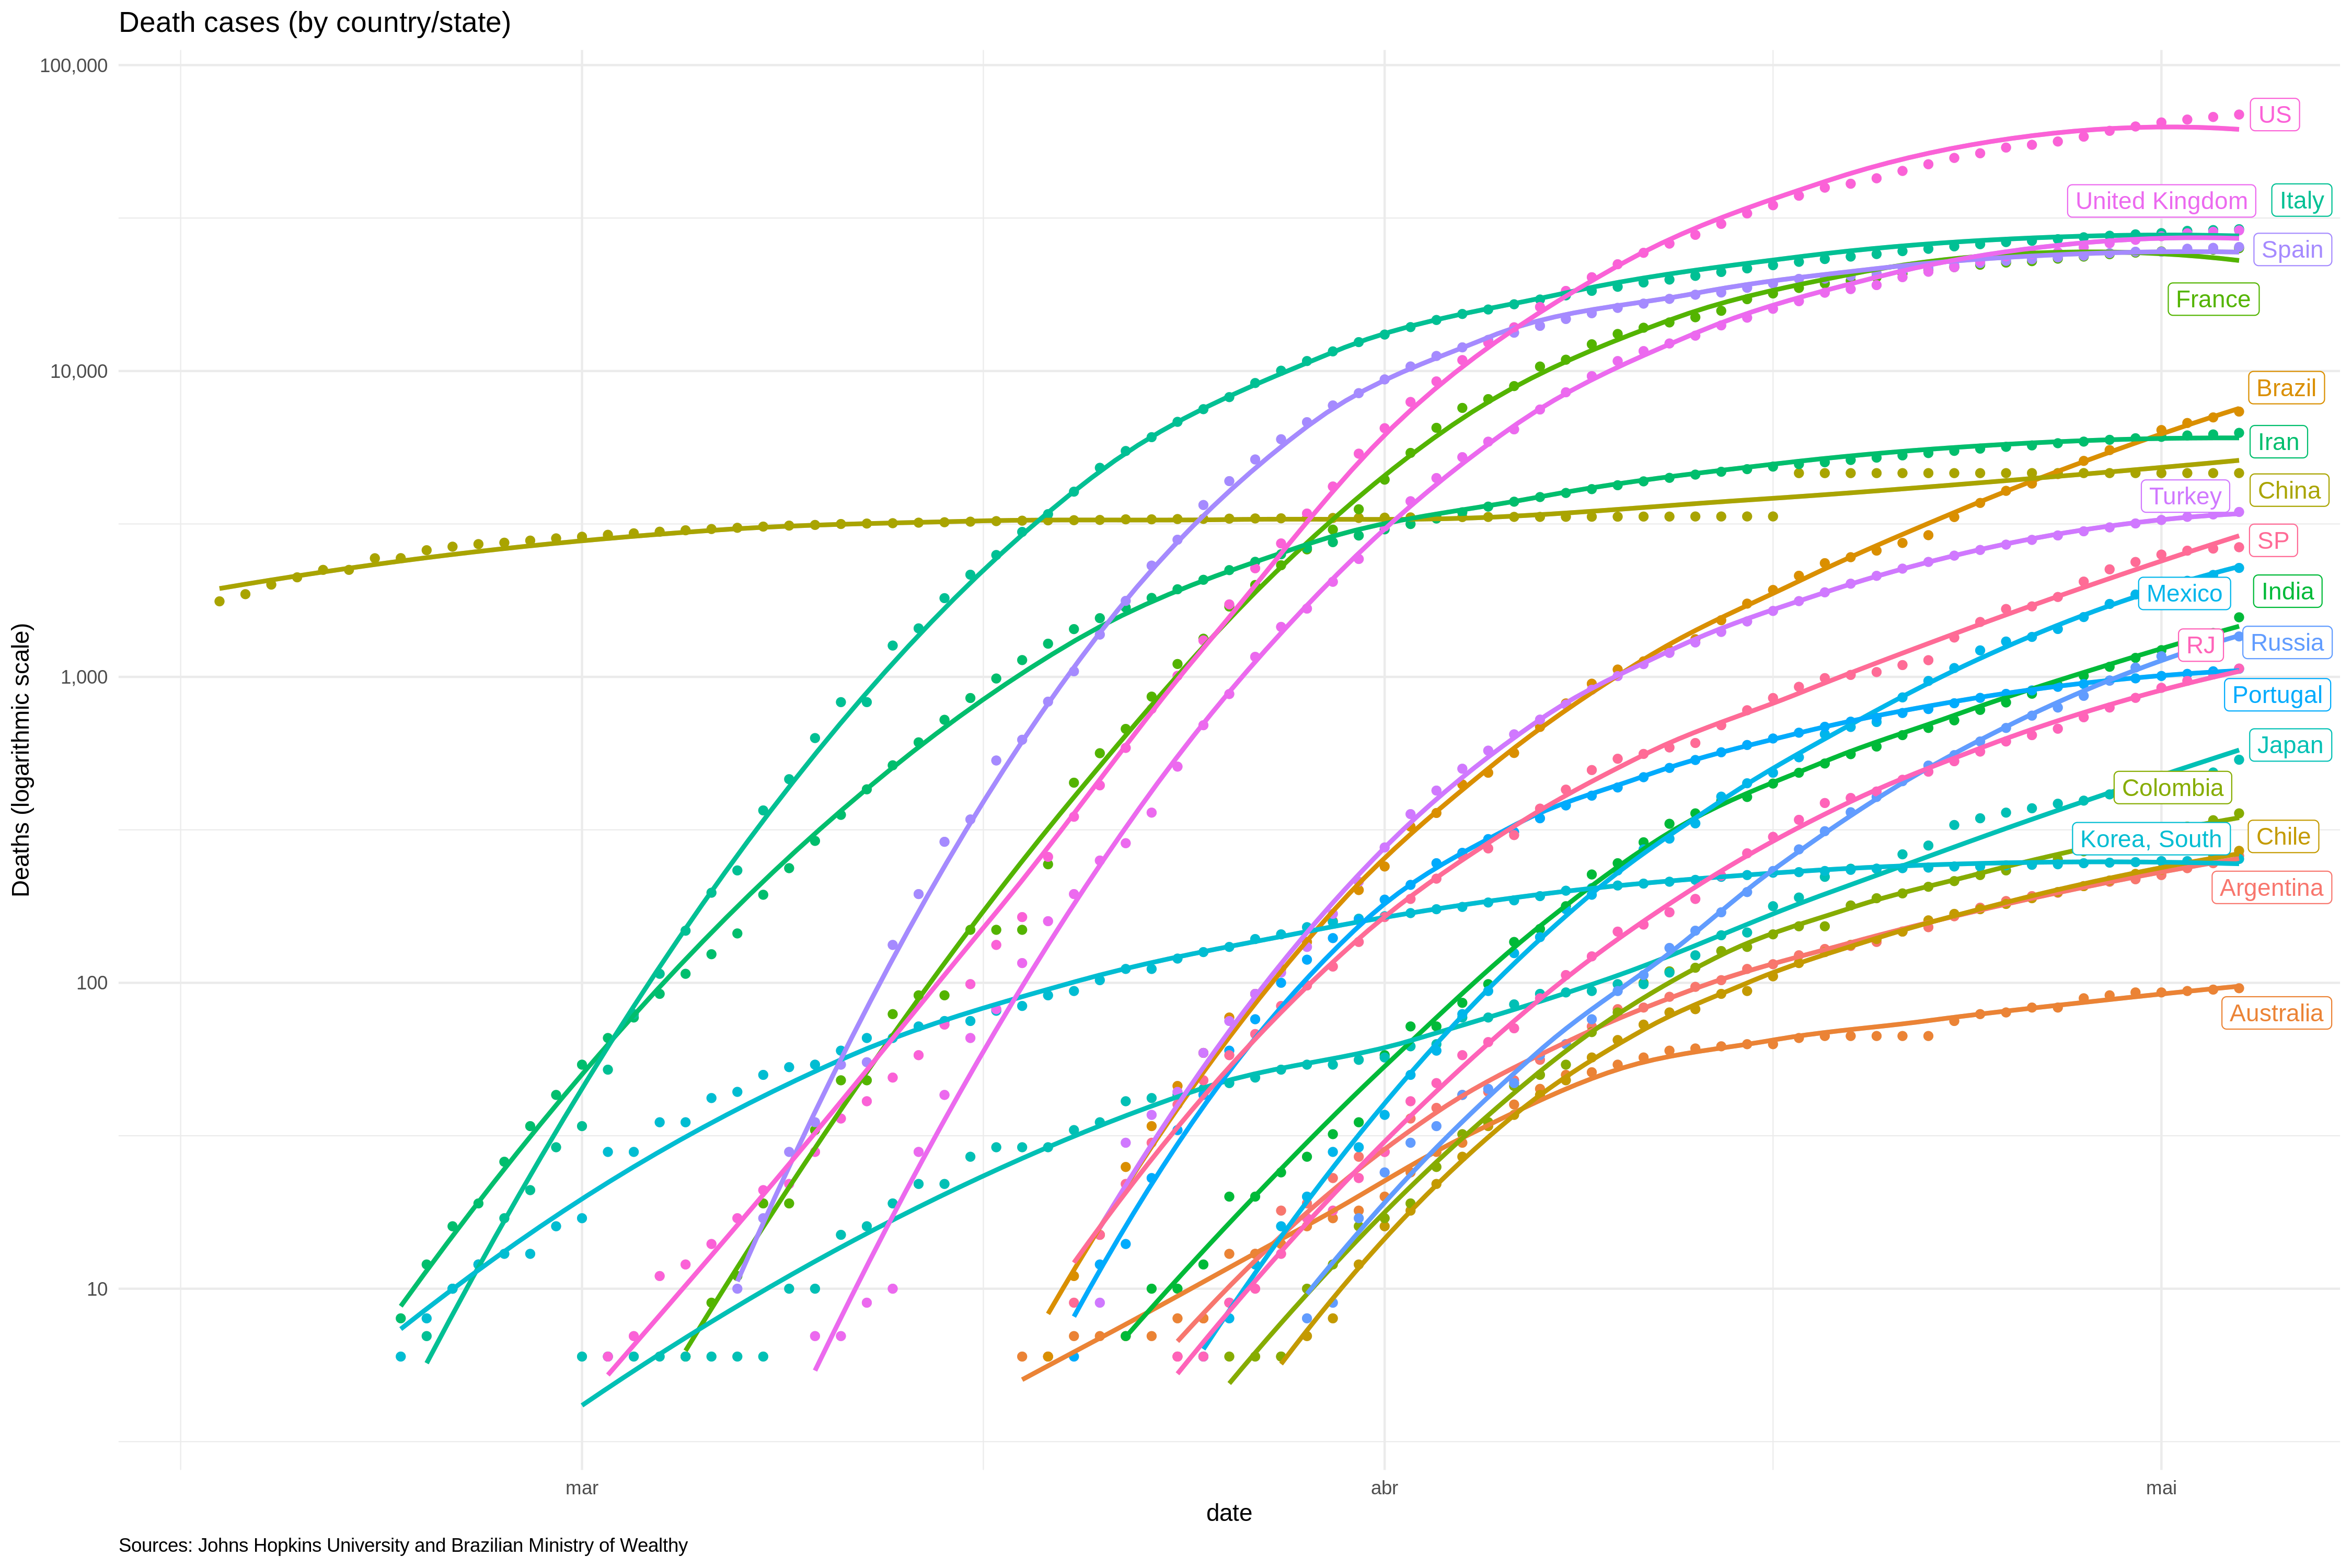 Death cases (by country/state)
100,000
10,000
1,000
100
10
Deaths (logarithmic scale)
US
United Kingdom
Italy
Spain
France
Brazil
Iran
China
Turkey
SP
Mexico
India
RJ
Russia
Portugal
Japan
Colombia
Korea, South
Chile
Argentina
Australia
mar
abr
mai
date
Sources: Johns Hopkins University and Brazilian Ministry of Wealthy